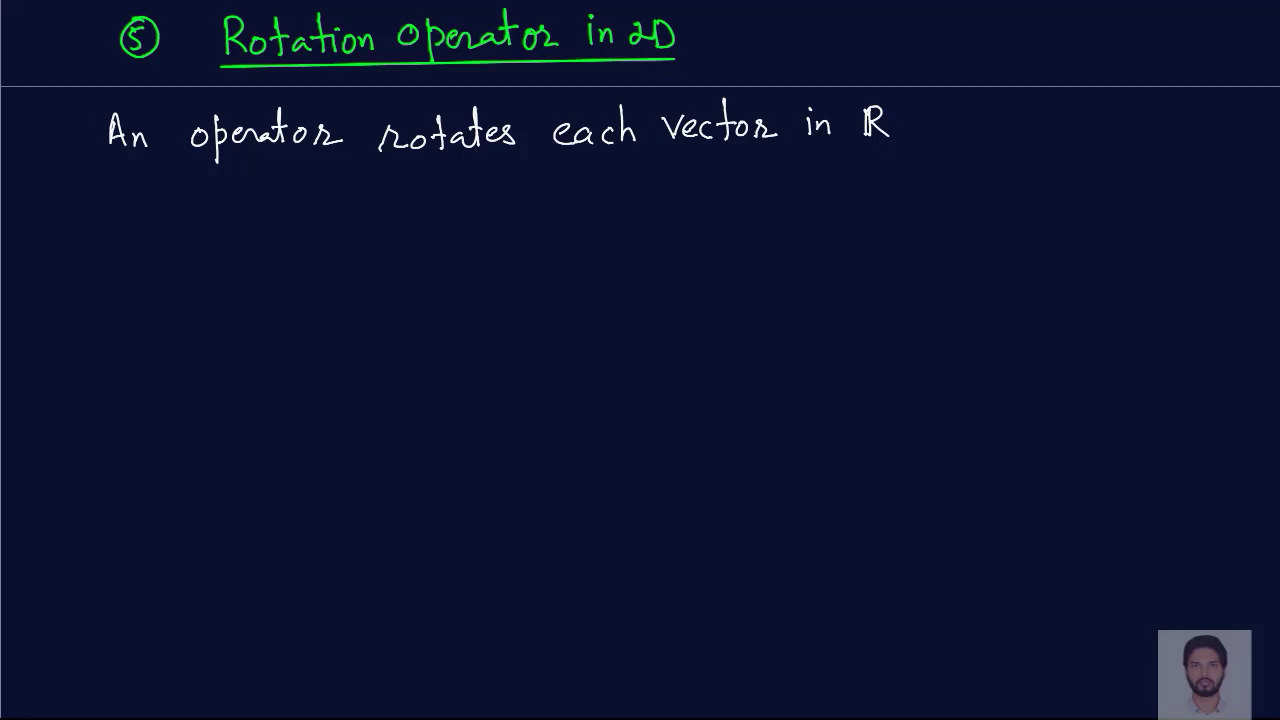 ⑤ Rotation operator in 2D
An operator rotates each vector in ℝ